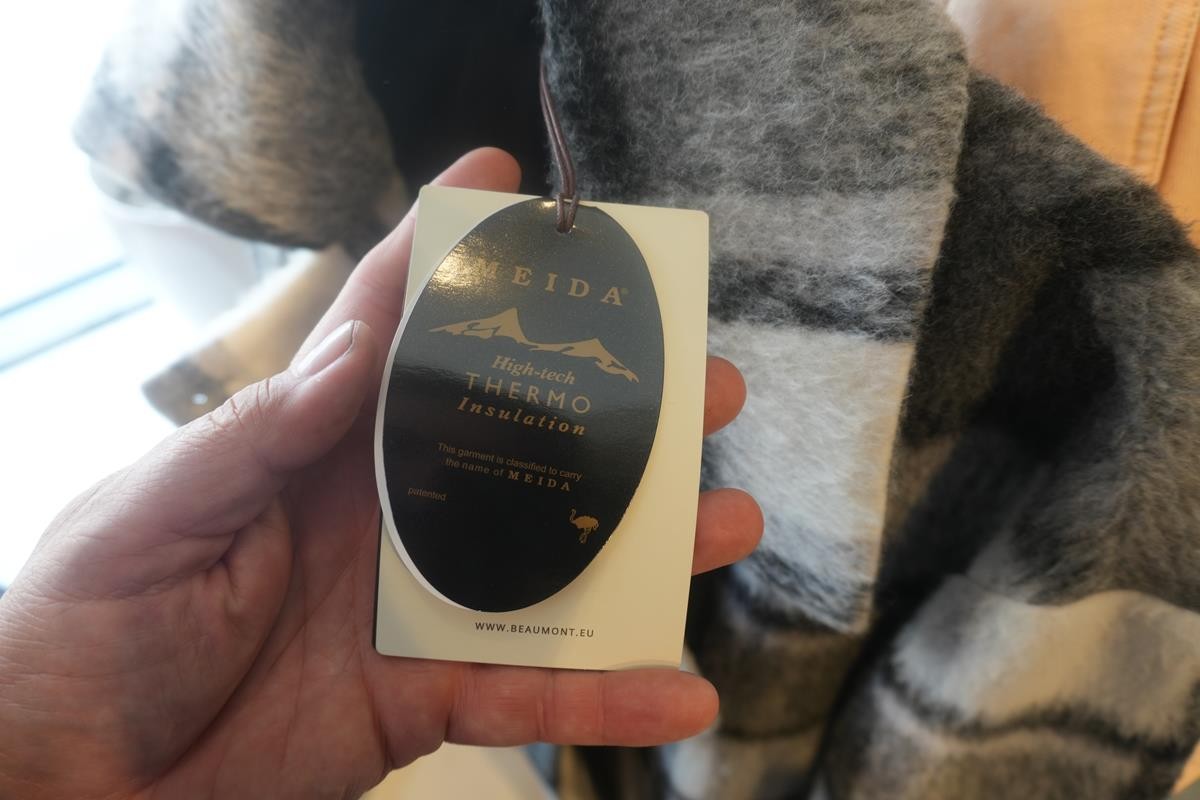 MEIDA®
High-tech
THERMO
Insulation
This garment is classified to carry
the name of MEIDA
patented
WWW.BEAUMONT.EU